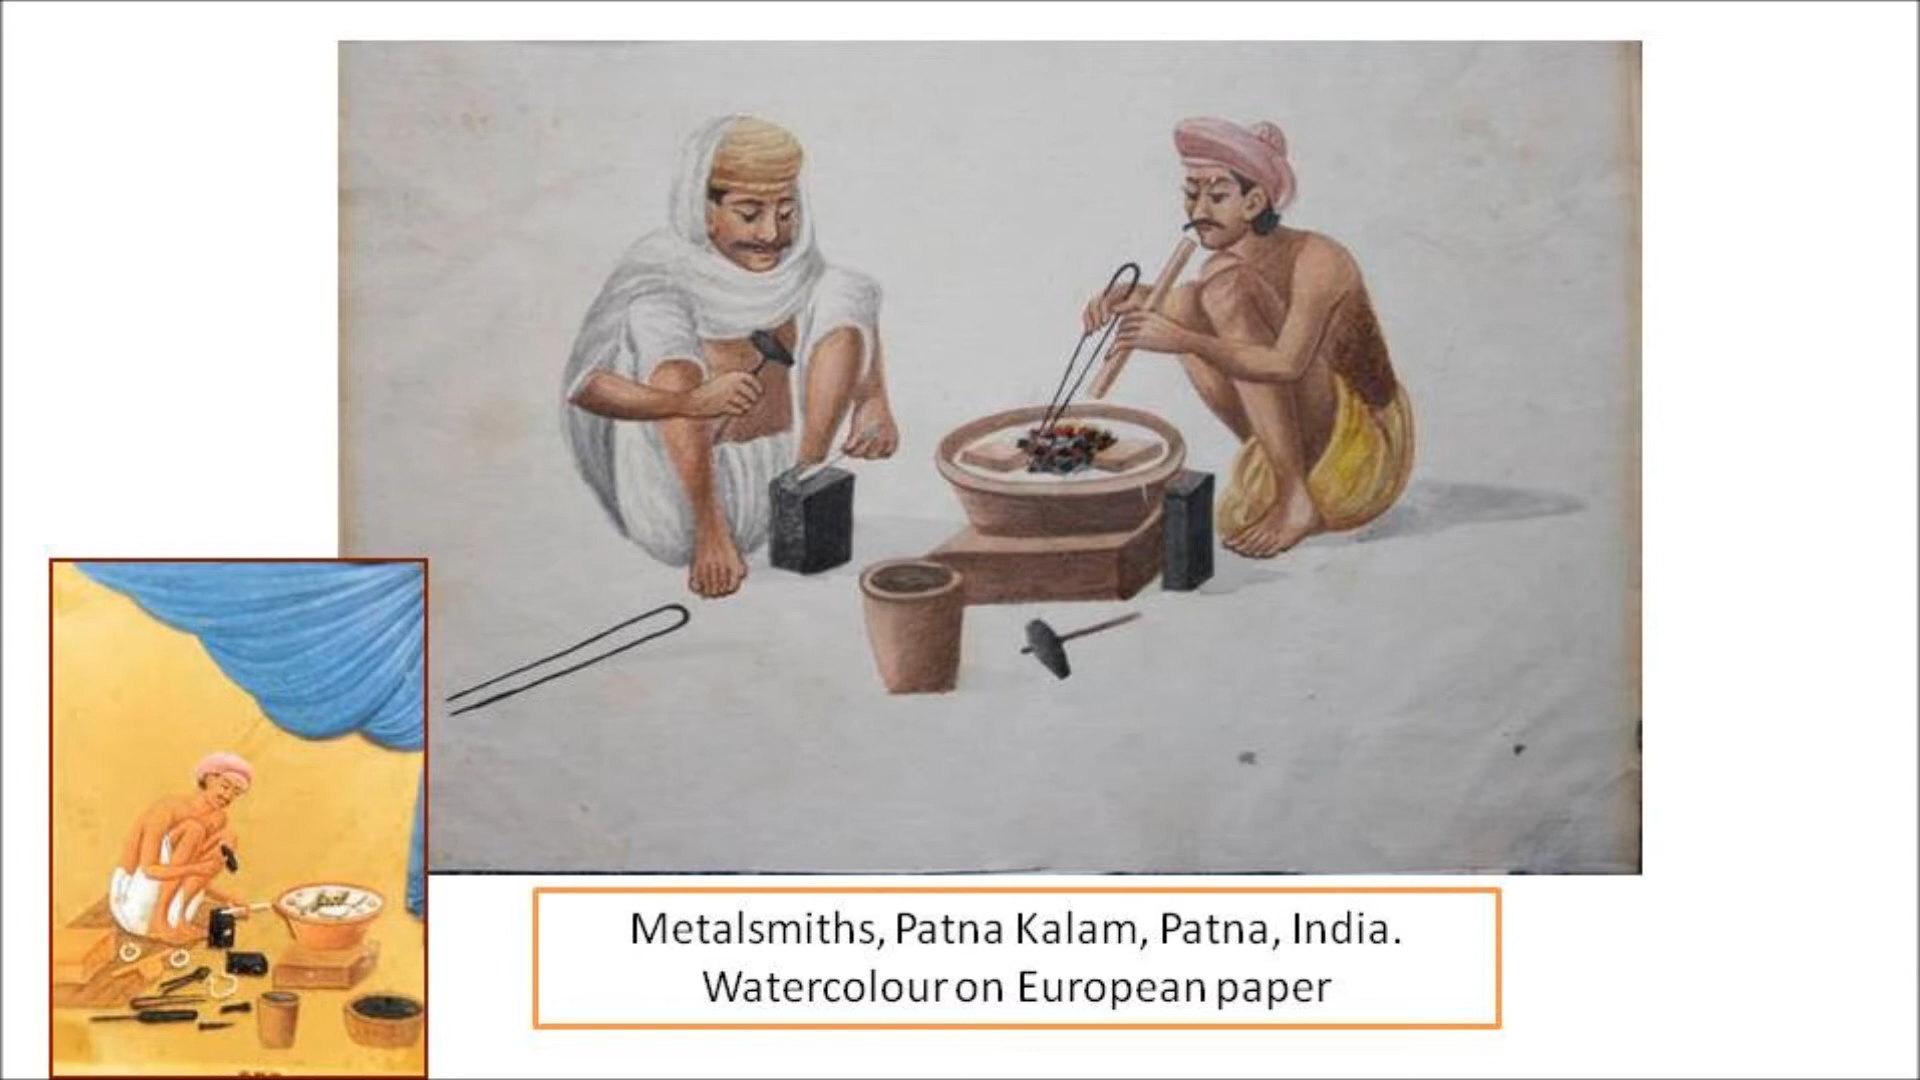 Metalsmiths, Patna Kalam, Patna, India.
Watercolour on European paper